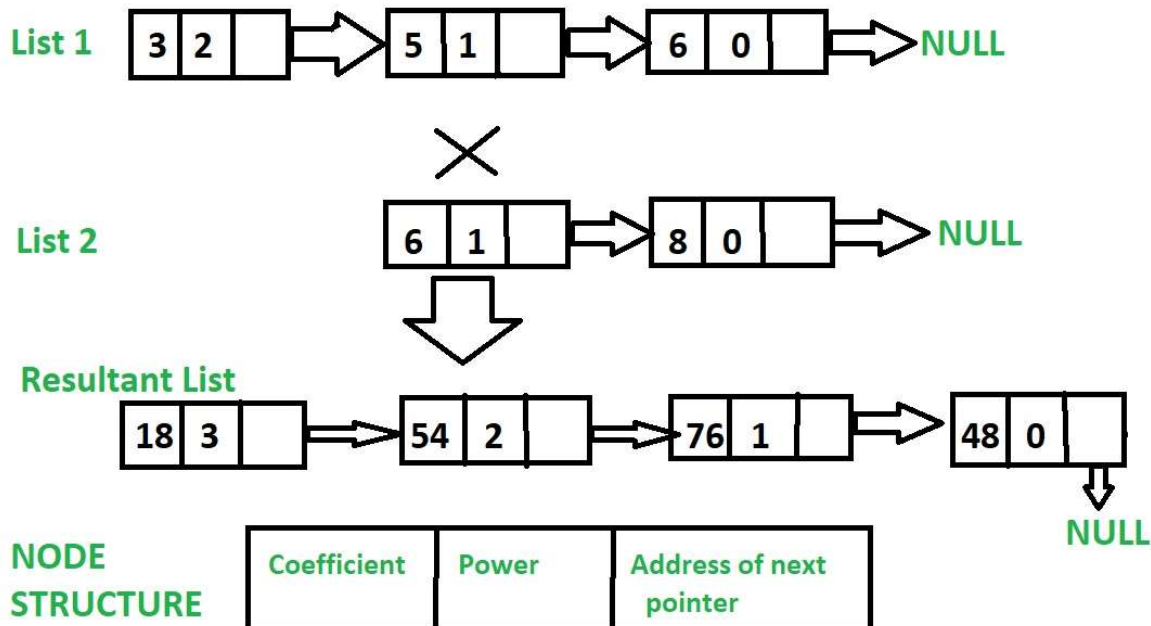 List 1 3 2 5 1 6 0 NULL
List 2 6 1 8 0 NULL
Resultant List
18 3 54 2 76 1 48 0
NULL
NODE STRUCTURE
Coefficient Power Address of next pointer